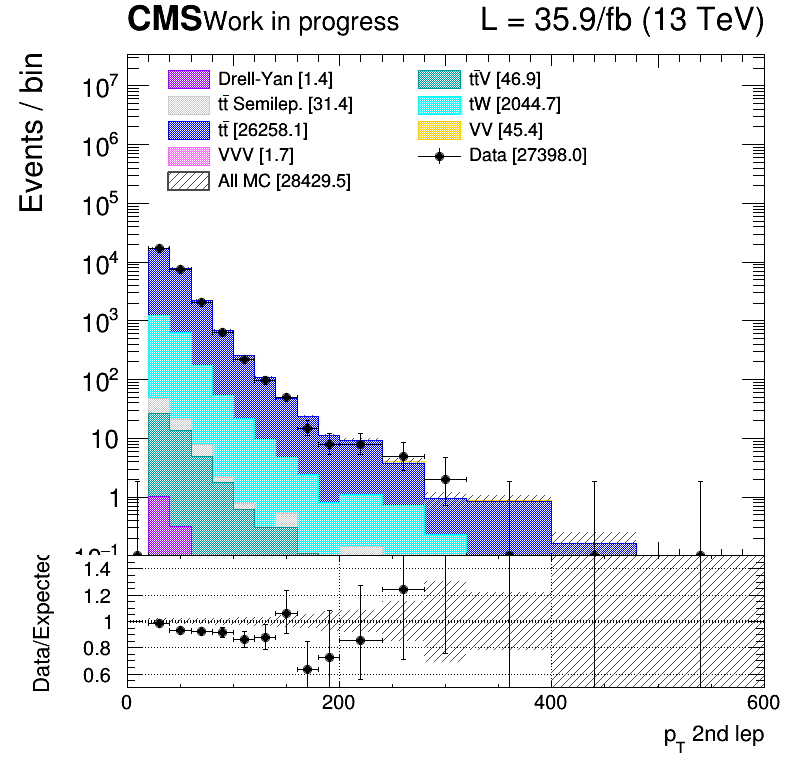 CMS Work in progress L = 35.9/fb (13 TeV)
Events / bin
Drell-Yan [1.4]
tt̄ Semilep. [31.4]
tt̄ [26258.1]
VVV [1.7]
All MC [28429.5]
tt̄V [46.9]
tW [2044.7]
VV [45.4]
Data [27398.0]
10⁷
10⁶
10⁵
10⁴
10³
10²
10
1
10⁻¹
Data/Expected
1.4
1.2
1
0.8
0.6
0 200 400 600
p_T 2nd lep